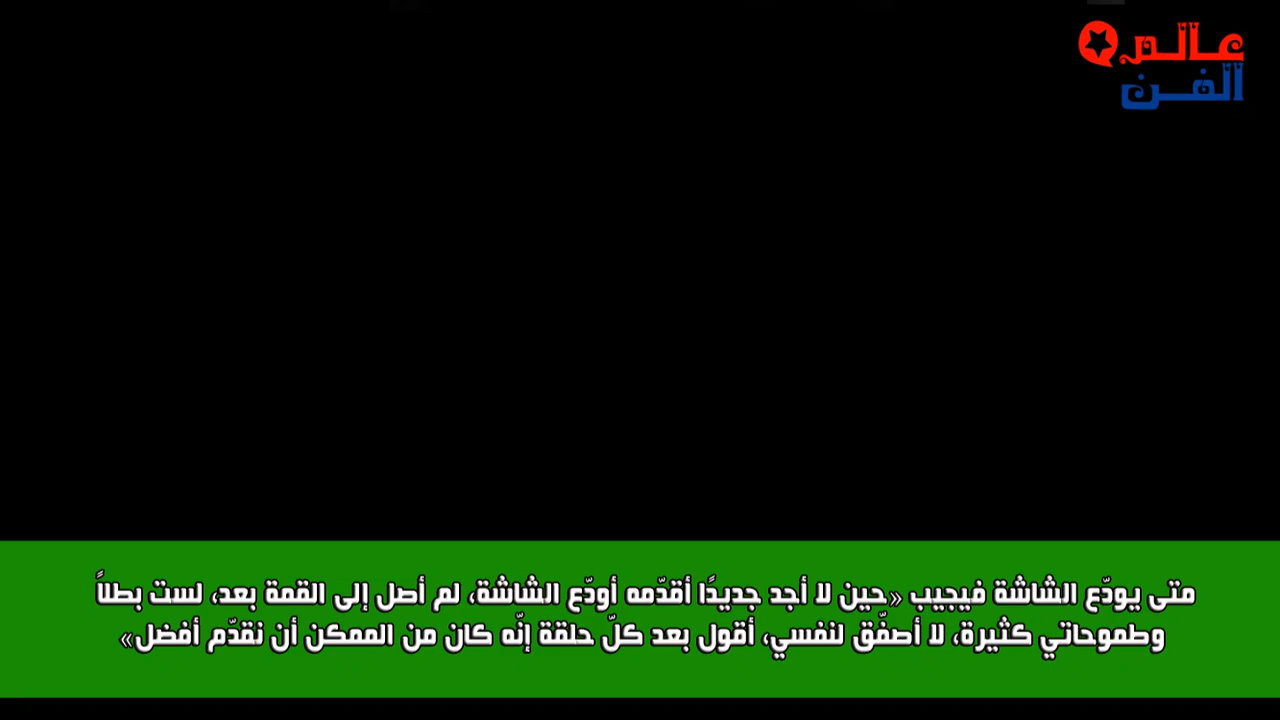 عالم
الفن
متى يودّع الشاشة فيجيب «حين لا أجد جديدًا أقدّمه أودّع الشاشة، لم أصل إلى القمة بعد، لست بطلاً
وطموحاتي كثيرة، لا أصفّق لنفسي، أقول بعد كلّ حلقة إنّه كان من الممكن أن نقدّم أفضل»